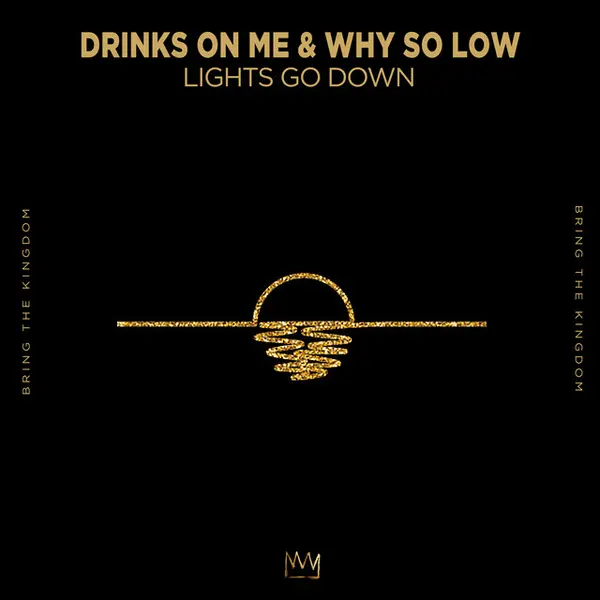 DRINKS ON ME & WHY SO LOW
LIGHTS GO DOWN
BRING THE KINGDOM
BRING THE KINGDOM